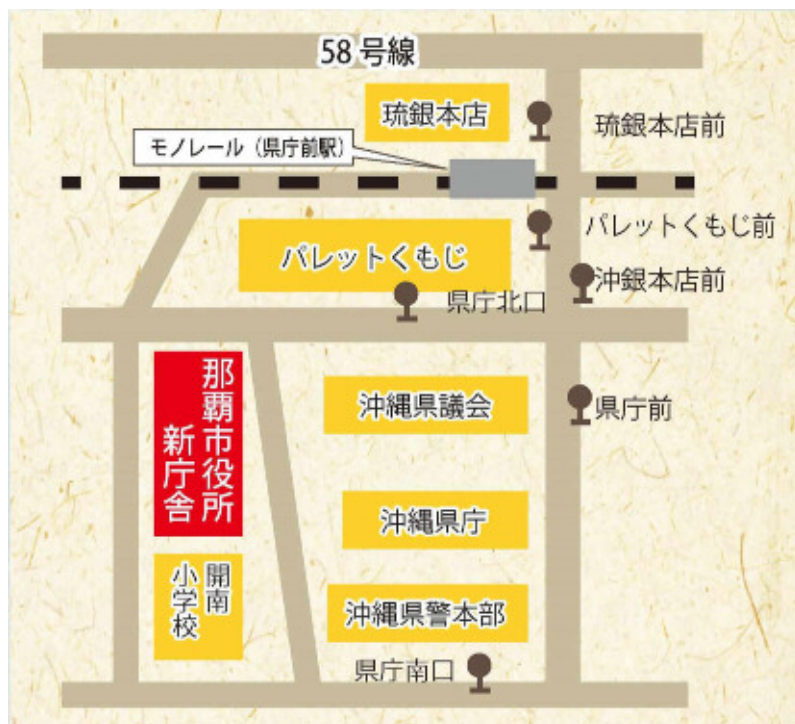 58号線
琉銀本店
琉銀本店前
モノレール（県庁前駅）
パレットくもじ前
パレットくもじ
沖銀本店前
県庁北口
那覇市役所
新庁舎
沖縄県議会
県庁前
沖縄県庁
開南
小学校
沖縄県警本部
県庁南口